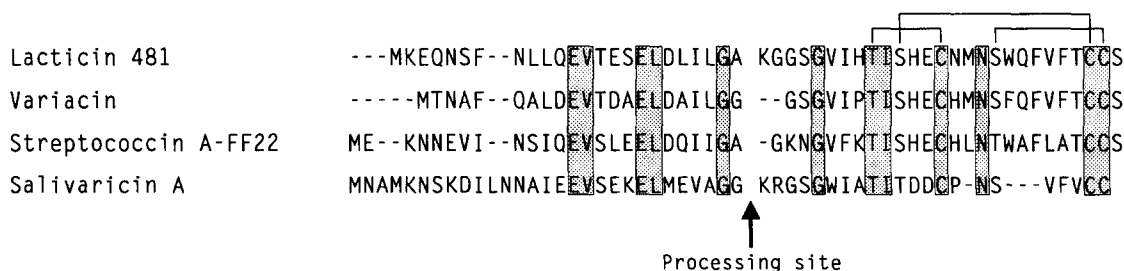 Lacticin 481 ---MKEQNSF--NLLQEVTESELDLILGA KGGSGVIHTISHECNMNSWQFVFTCCS
Variacin -----MTNAF--QALDEVTDAELDAILGG --GSGVIPTISHECHMNSFQFVFTCCS
Streptococcin A-FF22 ME--KNNEVI--NSIQEVSLEELDQIIGA -GKNGVFKTISHECHLNTWAFLATCCS
Salivaricin A MNAMKNSKDILNNAIEEVSEKELMEVAGG KRGSGWIATITDDCP-NS---VFVCC
Processing site